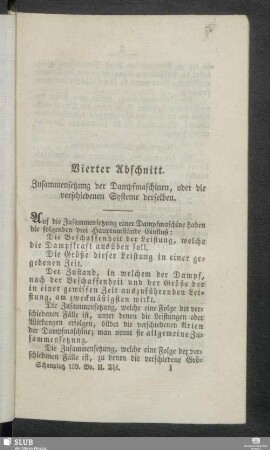 Vierter Abschnitt.
Zusammensetzung der Dampfmaschinen, oder die
verschiedenen Systeme derselben.
Auf die Zusammensetzung einer Dampfmaschine haben
die folgenden drei Hauptumstände Einfluß:
Die Beschaffenheit der Leistung, welche
die Dampfkraft ausüben soll.
Die Größe dieser Leistung in einer ge-
gebenen Zeit.
Der Zustand, in welchem der Dampf,
nach der Beschaffenheit und der Größe der
in einer gewissen Zeit auszuführenden Lei-
stung, am zweckmäßigsten wirkt.
Die Zusammensetzung, welche eine Folge der ver-
schiedenen Fälle ist, unter denen die Leistungen oder
Wirkungen erfolgen, bildet die verschiedenen Arten
der Dampfmaschine; man nennt sie allgemeine Zu-
sammensetzung.
Die Zusammensetzung, welche eine Folge der ver-
schiedenen Fälle ist, zu denen die verschiedene Grö-
Schauplatz 139. Bd. II. Thl. 1
SLUB
Wir führen Wissen.